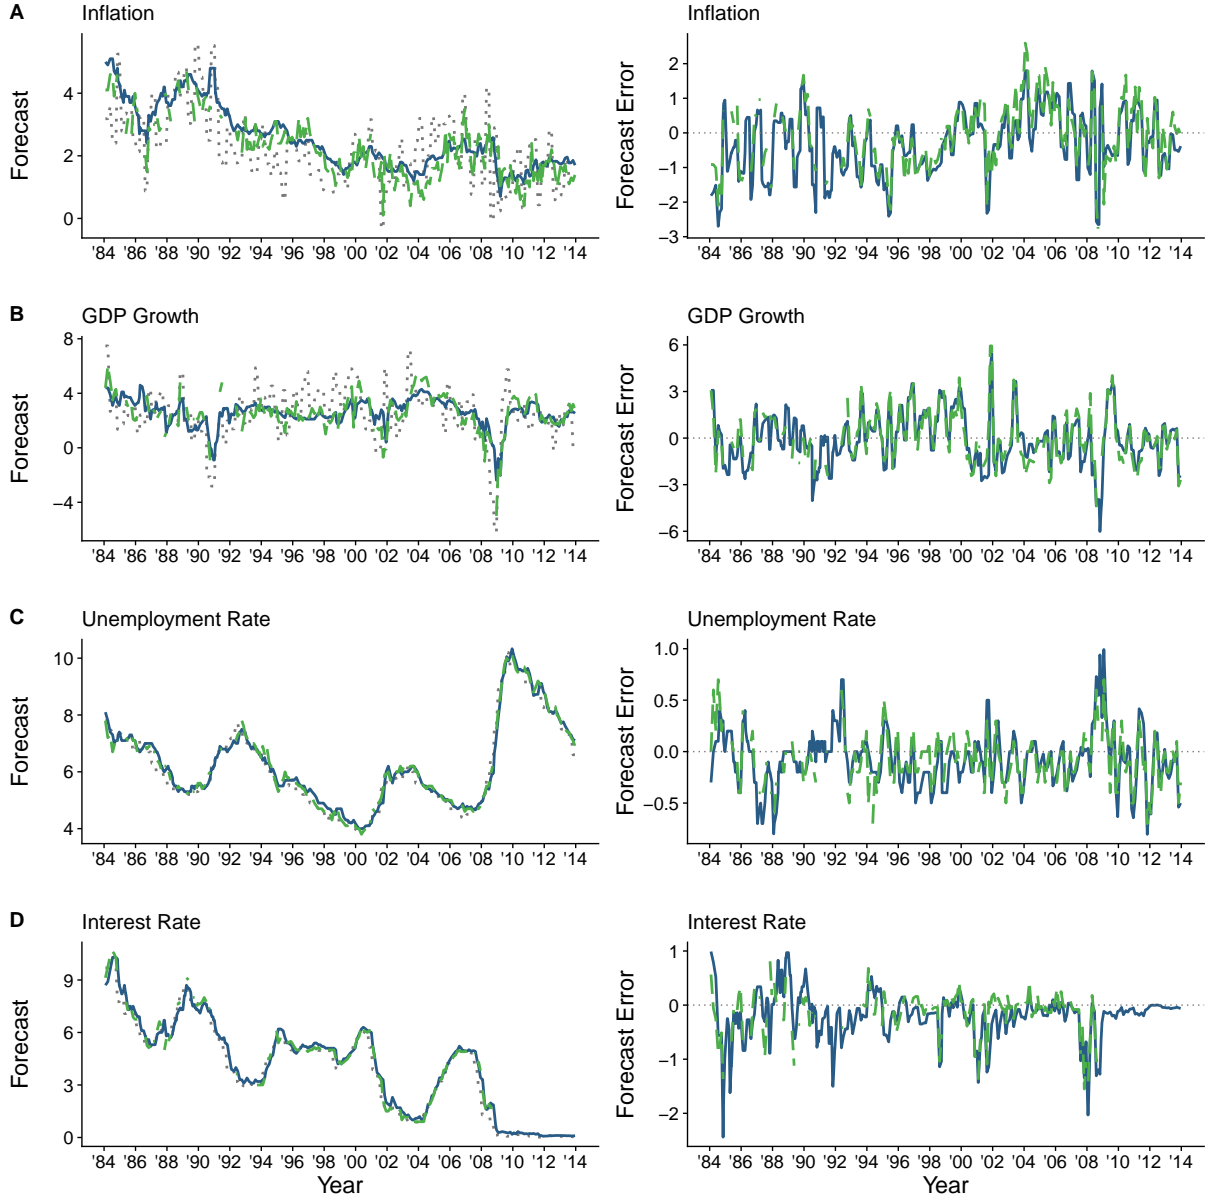 A
Inflation
Inflation
Forecast
4
2
0
'84 '86 '88 '90 '92 '94 '96 '98 '00 '02 '04 '06 '08 '10 '12 '14
Forecast Error
2
1
0
−1
−2
−3
'84 '86 '88 '90 '92 '94 '96 '98 '00 '02 '04 '06 '08 '10 '12 '14
B
GDP Growth
GDP Growth
Forecast
8
4
0
−4
'84 '86 '88 '90 '92 '94 '96 '98 '00 '02 '04 '06 '08 '10 '12 '14
Forecast Error
6
3
0
−3
−6
'84 '86 '88 '90 '92 '94 '96 '98 '00 '02 '04 '06 '08 '10 '12 '14
C
Unemployment Rate
Unemployment Rate
Forecast
10
8
6
4
'84 '86 '88 '90 '92 '94 '96 '98 '00 '02 '04 '06 '08 '10 '12 '14
Forecast Error
1.0
0.5
0.0
−0.5
'84 '86 '88 '90 '92 '94 '96 '98 '00 '02 '04 '06 '08 '10 '12 '14
D
Interest Rate
Interest Rate
Forecast
9
6
3
0
'84 '86 '88 '90 '92 '94 '96 '98 '00 '02 '04 '06 '08 '10 '12 '14
Year
Forecast Error
1
0
−1
−2
'84 '86 '88 '90 '92 '94 '96 '98 '00 '02 '04 '06 '08 '10 '12 '14
Year